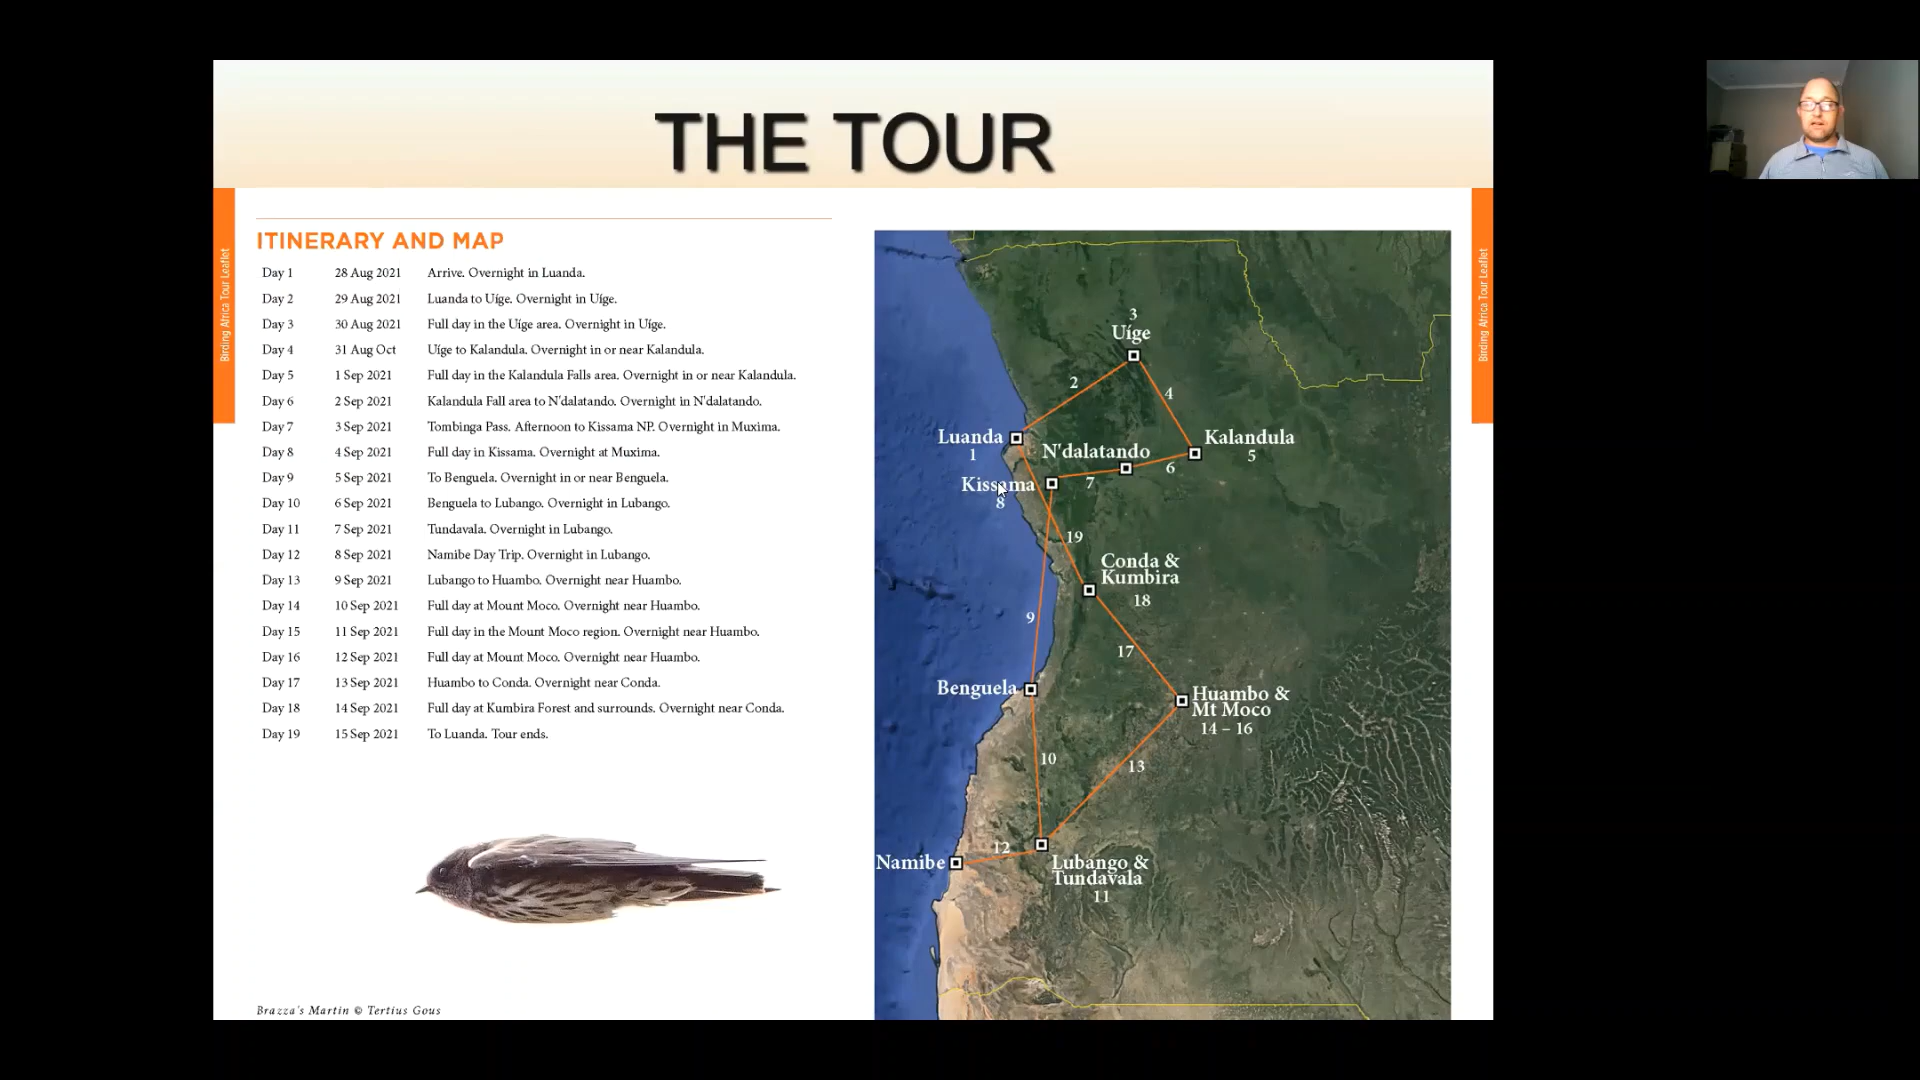 THE TOUR
Birding Africa Tour Leaflet
ITINERARY AND MAP
Day 1 28 Aug 2021 Arrive. Overnight in Luanda.
Day 2 29 Aug 2021 Luanda to Uíge. Overnight in Uíge.
Day 3 30 Aug 2021 Full day in the Uíge area. Overnight in Uíge.
Day 4 31 Aug Oct Uíge to Kalandula. Overnight in or near Kalandula.
Day 5 1 Sep 2021 Full day in the Kalandula Falls area. Overnight in or near Kalandula.
Day 6 2 Sep 2021 Kalandula Fall area to N'dalatando. Overnight in N'dalatando.
Day 7 3 Sep 2021 Tombinga Pass. Afternoon to Kissama NP. Overnight in Muxima.
Day 8 4 Sep 2021 Full day in Kissama. Overnight at Muxima.
Day 9 5 Sep 2021 To Benguela. Overnight in or near Benguela.
Day 10 6 Sep 2021 Benguela to Lubango. Overnight in Lubango.
Day 11 7 Sep 2021 Tundavala. Overnight in Lubango.
Day 12 8 Sep 2021 Namibe Day Trip. Overnight in Lubango.
Day 13 9 Sep 2021 Lubango to Huambo. Overnight near Huambo.
Day 14 10 Sep 2021 Full day at Mount Moco. Overnight near Huambo.
Day 15 11 Sep 2021 Full day in the Mount Moco region. Overnight near Huambo.
Day 16 12 Sep 2021 Full day at Mount Moco. Overnight near Huambo.
Day 17 13 Sep 2021 Huambo to Conda. Overnight near Conda.
Day 18 14 Sep 2021 Full day at Kumbira Forest and surrounds. Overnight near Conda.
Day 19 15 Sep 2021 To Luanda. Tour ends.
Brazza's Martin © Tertius Gous
3
Uíge
2
4
Luanda
1
N'dalatando
Kalandula
5
6
7
Kissama
8
19
Conda &
Kumbira
18
9
17
Benguela
Huambo &
Mt Moco
14 – 16
10
13
12
Namibe
Lubango &
Tundavala
11
Birding Africa Tour Leaflet